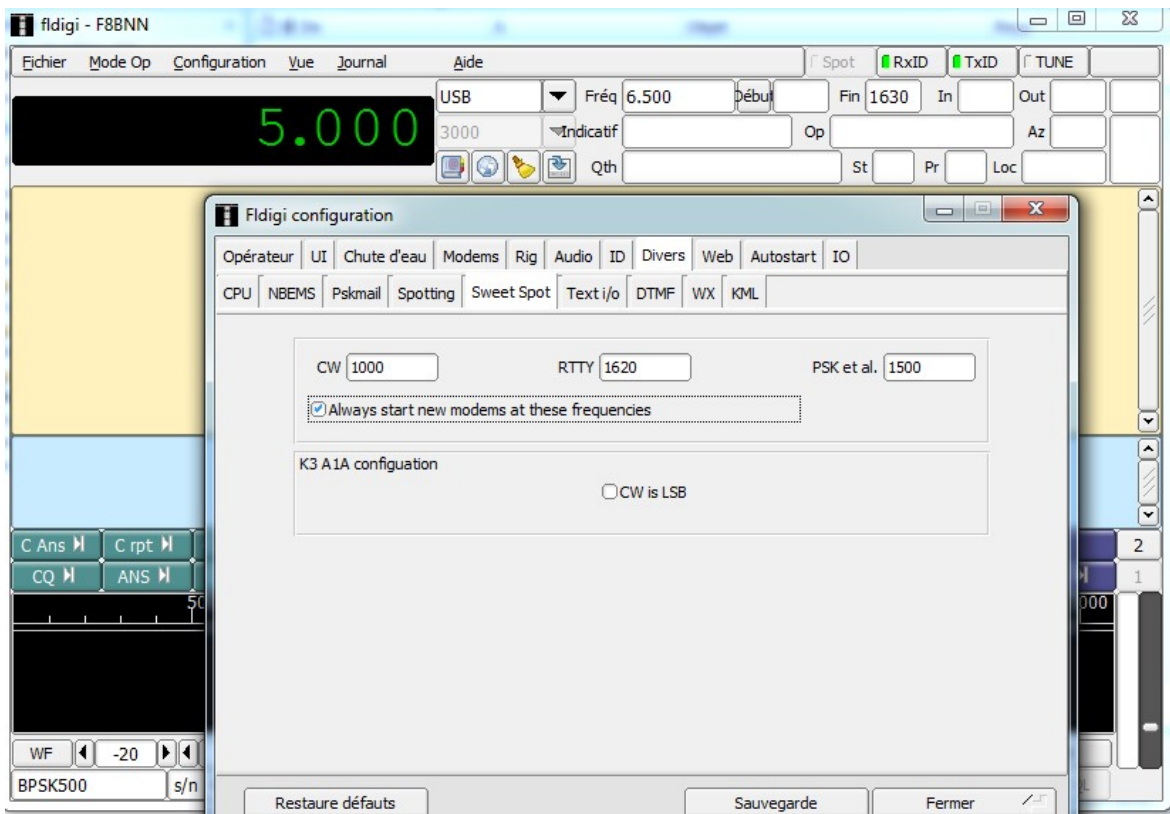 fldigi - F8BNN
Fichier Mode Op Configuration Vue Journal Aide Spot RxID TxID TUNE
USB Fréq 6.500 Début Fin 1630 In Out
5.000
3000 Indicatif Op Az
Qth St Pr Loc
Fldigi configuration
Opérateur UI Chute d'eau Modems Rig Audio ID Divers Web Autostart IO
CPU NBEMS Pskmail Spotting Sweet Spot Text i/o DTMF WX KML
CW 1000 RTTY 1620 PSK et al. 1500
Always start new modems at these frequencies
K3 A1A configuation
CW is LSB
C Ans C rpt 2
CQ ANS 1
WF -20
BPSK500 s/n
Restaure défauts Sauvegarde Fermer